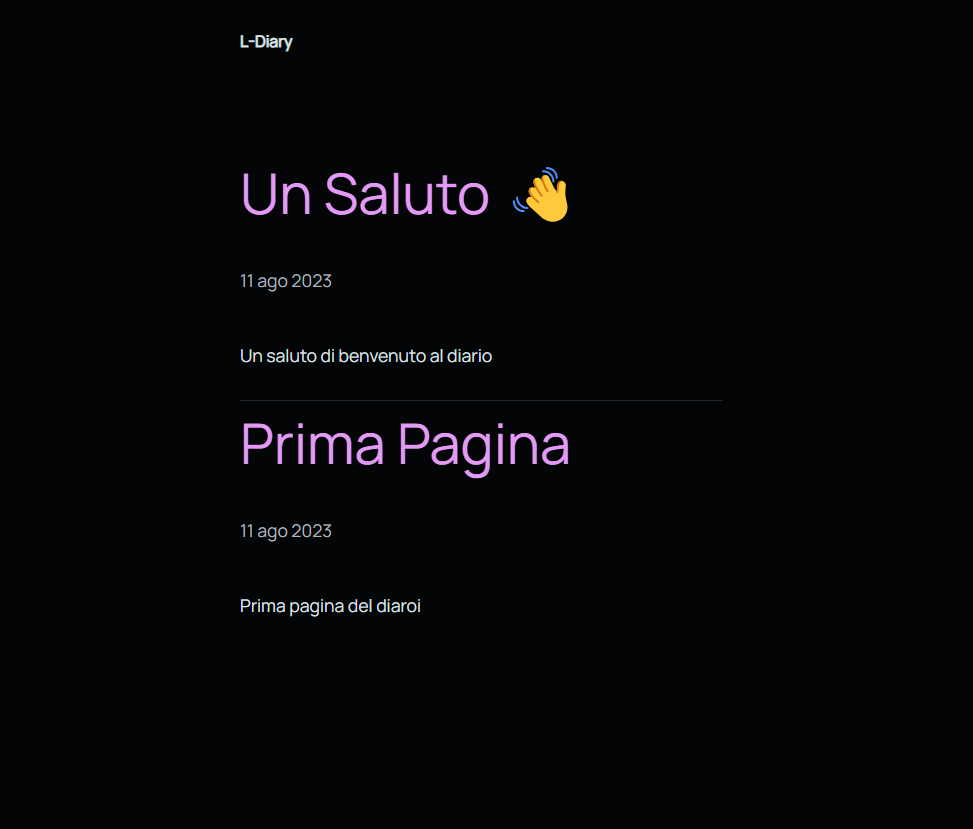 L-Diary
Un Saluto 👋
11 ago 2023
Un saluto di benvenuto al diario
Prima Pagina
11 ago 2023
Prima pagina del diaroi